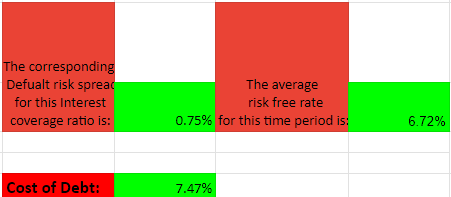 The corresponding
Defualt risk sprea
for this Interest
coverage ratio is:
0.75%
The average
risk free rate
for this time period is:
6.72%
Cost of Debt:
7.47%